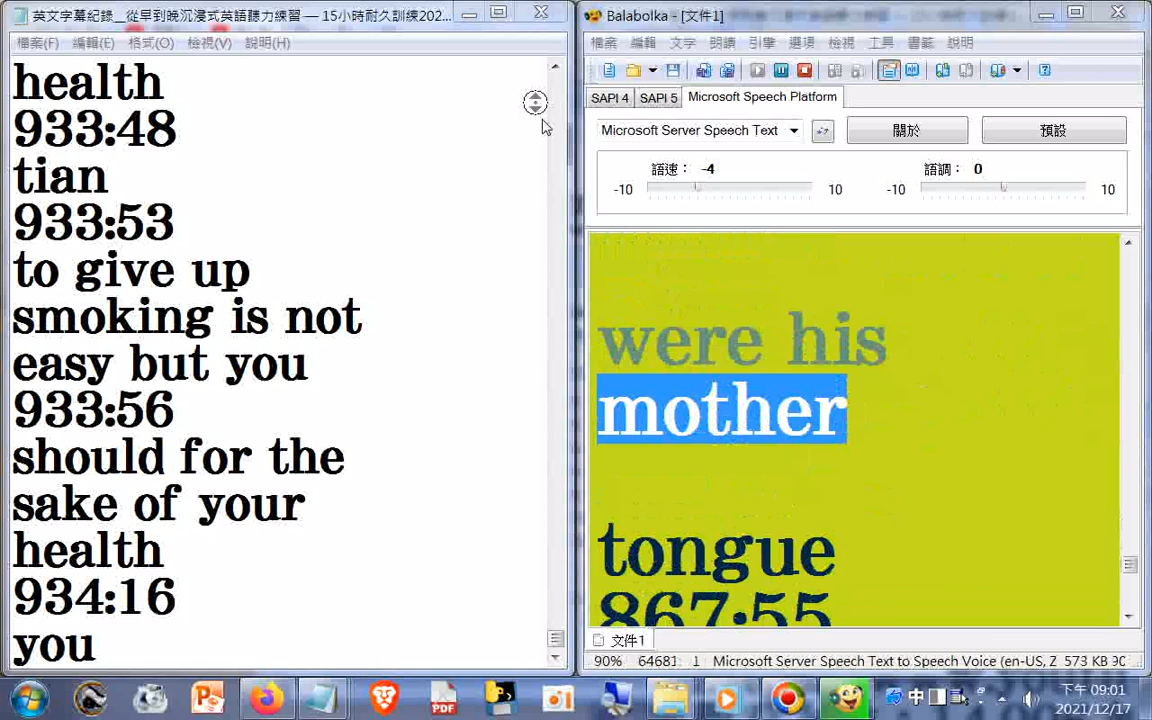 英文字幕紀錄__從早到晚沉浸式英語聽力練習 — 15小時耐久訓練202...
檔案(F) 編輯(E) 格式(O) 檢視(V) 說明(H)
health
933:48
tian
933:53
to give up
smoking is not
easy but you
933:56
should for the
sake of your
health
934:16
you
Balabolka - [文件1]
檔案 編輯 文字 朗讀 引擎 選項 檢視 工具 書籤 說明
SAPI 4 SAPI 5 Microsoft Speech Platform
Microsoft Server Speech Text 關於 預設
語速： -4 語調： 0
-10 10 -10 10
were his
mother
tongue
867:55
文件1
90% 64681: 1 Microsoft Server Speech Text to Speech Voice (en-US, Z 573 KB
PDF
中
下午 09:01
2021/12/17